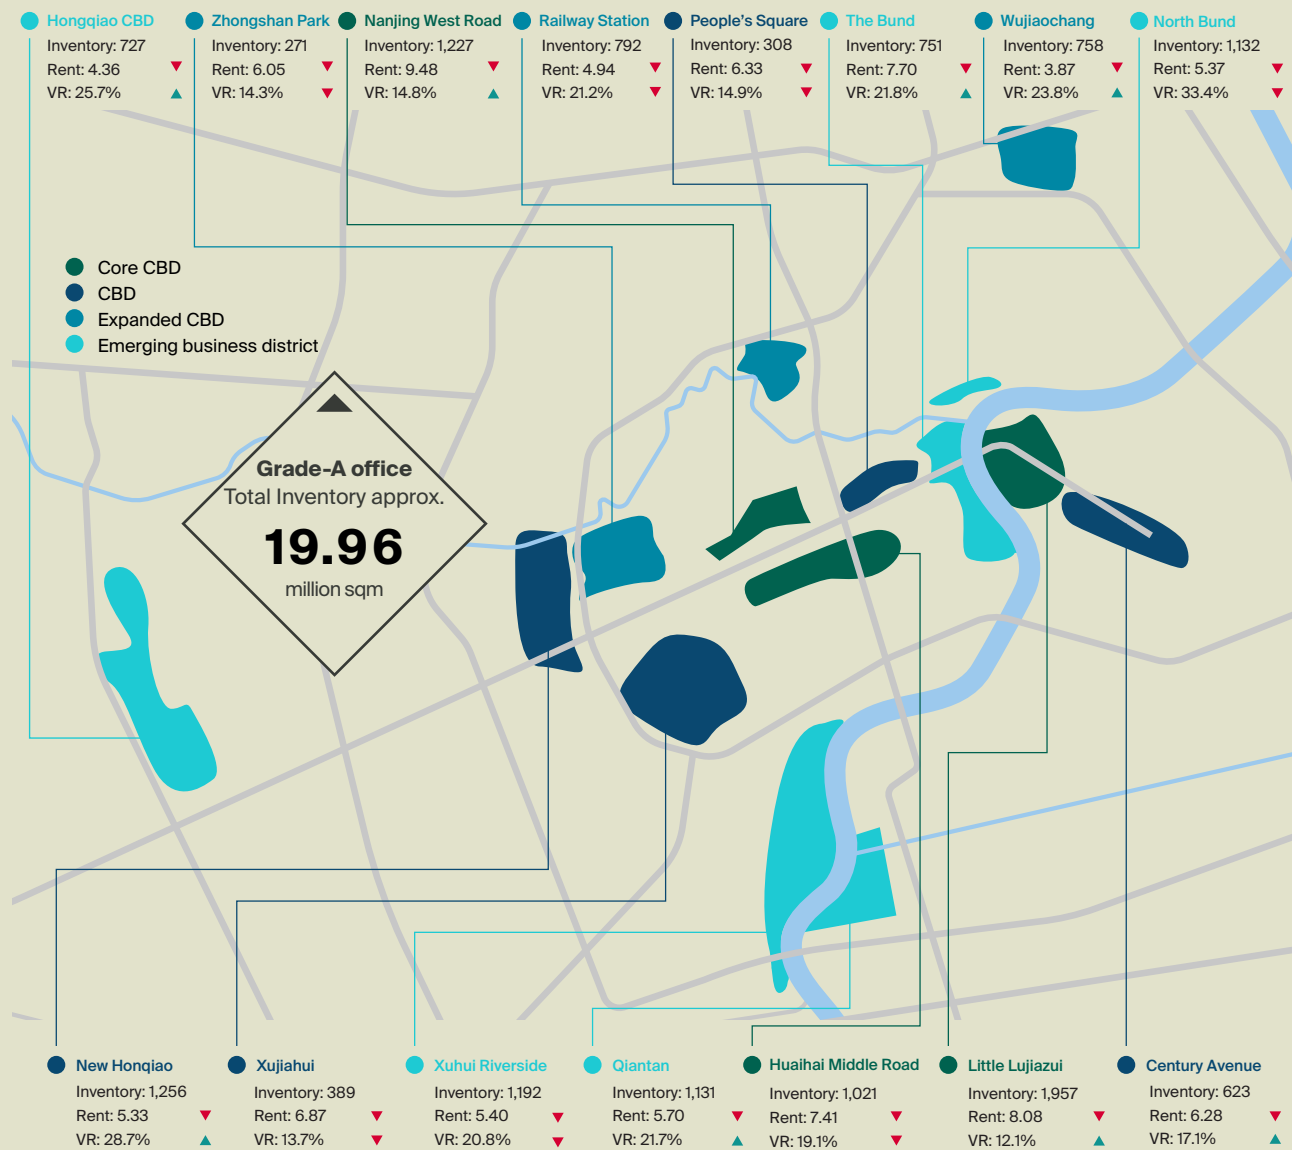 Hongqiao CBD
Inventory: 727
Rent: 4.36
VR: 25.7%
Zhongshan Park
Inventory: 271
Rent: 6.05
VR: 14.3%
Nanjing West Road
Inventory: 1,227
Rent: 9.48
VR: 14.8%
Railway Station
Inventory: 792
Rent: 4.94
VR: 21.2%
People's Square
Inventory: 308
Rent: 6.33
VR: 14.9%
The Bund
Inventory: 751
Rent: 7.70
VR: 21.8%
Wujiaochang
Inventory: 758
Rent: 3.87
VR: 23.8%
North Bund
Inventory: 1,132
Rent: 5.37
VR: 33.4%
Core CBD
CBD
Expanded CBD
Emerging business district
Grade-A office
Total Inventory approx.
19.96
million sqm
New Honqiao
Inventory: 1,256
Rent: 5.33
VR: 28.7%
Xujiahui
Inventory: 389
Rent: 6.87
VR: 13.7%
Xuhui Riverside
Inventory: 1,192
Rent: 5.40
VR: 20.8%
Qiantan
Inventory: 1,131
Rent: 5.70
VR: 21.7%
Huaihai Middle Road
Inventory: 1,021
Rent: 7.41
VR: 19.1%
Little Lujiazui
Inventory: 1,957
Rent: 8.08
VR: 12.1%
Century Avenue
Inventory: 623
Rent: 6.28
VR: 17.1%